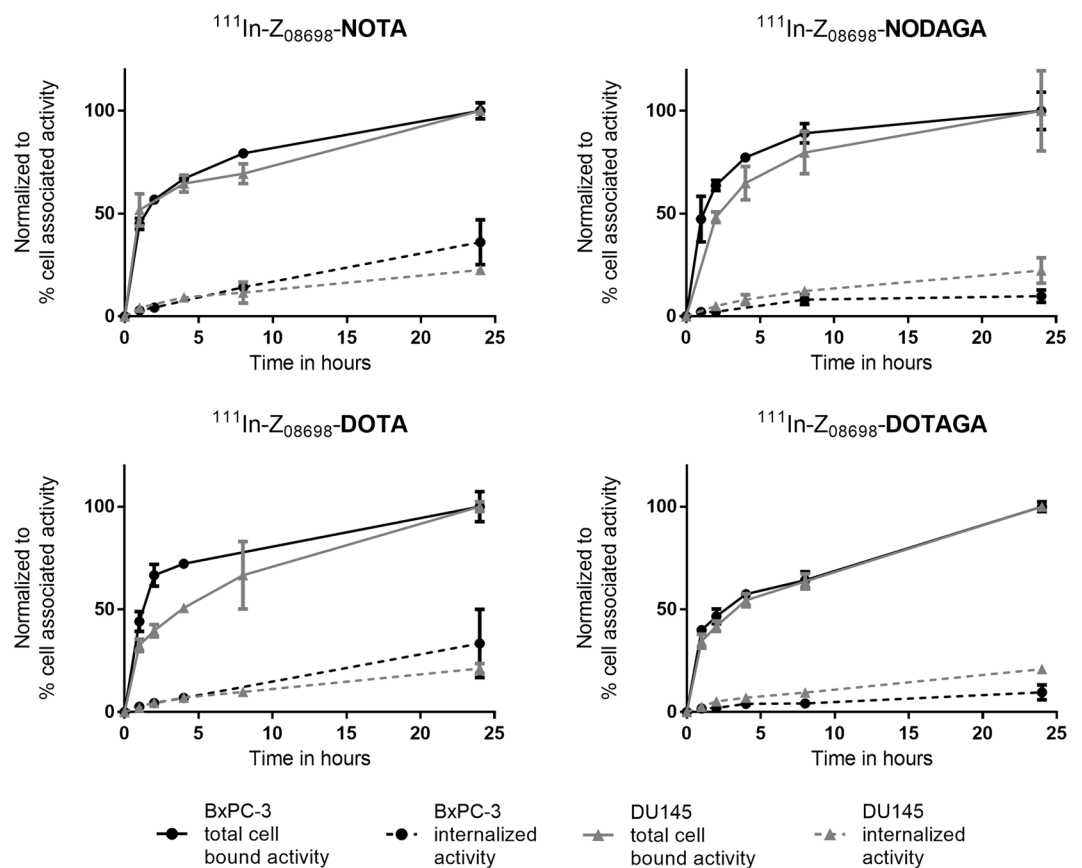 ¹¹¹In-Z₀₈₆₉₈-NOTA
Normalized to
% cell associated activity
100
50
0
0 5 10 15 20 25
Time in hours
¹¹¹In-Z₀₈₆₉₈-NODAGA
Normalized to
% cell associated activity
100
50
0
0 5 10 15 20 25
Time in hours
¹¹¹In-Z₀₈₆₉₈-DOTA
Normalized to
% cell associated activity
100
50
0
0 5 10 15 20 25
Time in hours
¹¹¹In-Z₀₈₆₉₈-DOTAGA
Normalized to
% cell associated activity
100
50
0
0 5 10 15 20 25
Time in hours
BxPC-3
total cell
bound activity
BxPC-3
internalized
activity
DU145
total cell
bound activity
DU145
internalized
activity